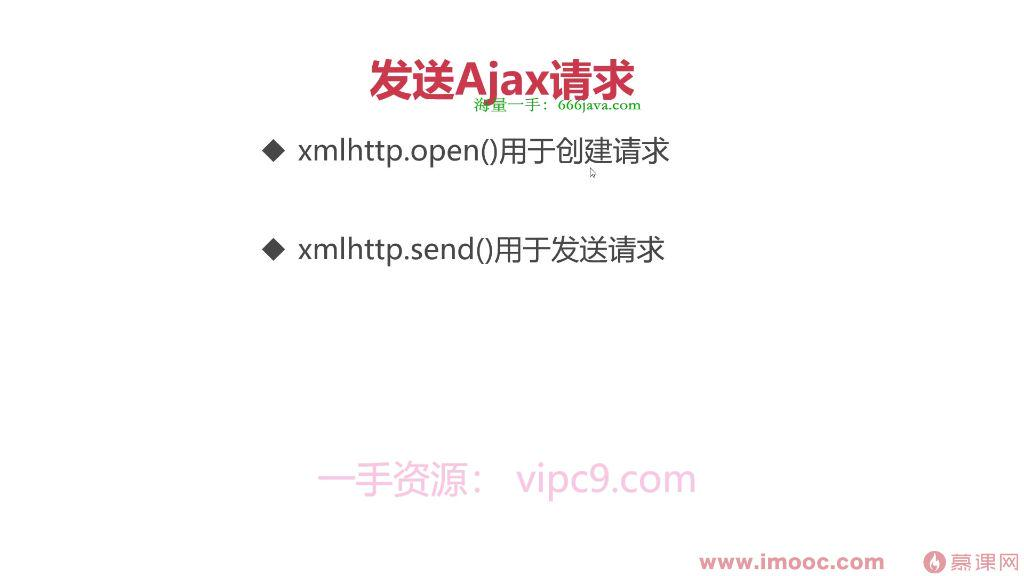 发送Ajax请求
海量一手：666java.com
◆ xmlhttp.open()用于创建请求
◆ xmlhttp.send()用于发送请求
一手资源： vipc9.com
www.imooc.com 慕课网